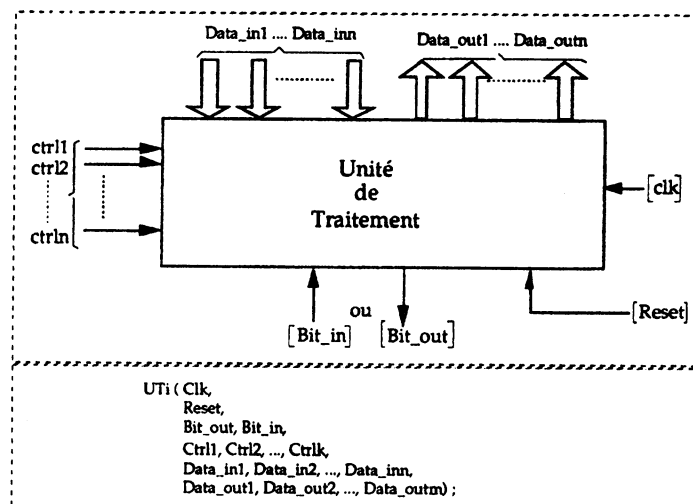 Data_in1 .... Data_inn
Data_out1 .... Data_outn
ctrl1
ctrl2
ctrln
Unité
de
Traitement
[clk]
ou
[Bit_in] [Bit_out]
[Reset]
UTi ( Clk,
Reset,
Bit_out, Bit_in,
Ctrl1, Ctrl2, ..., Ctrlk,
Data_in1, Data_in2, ..., Data_inn,
Data_out1, Data_out2, ..., Data_outm) ;